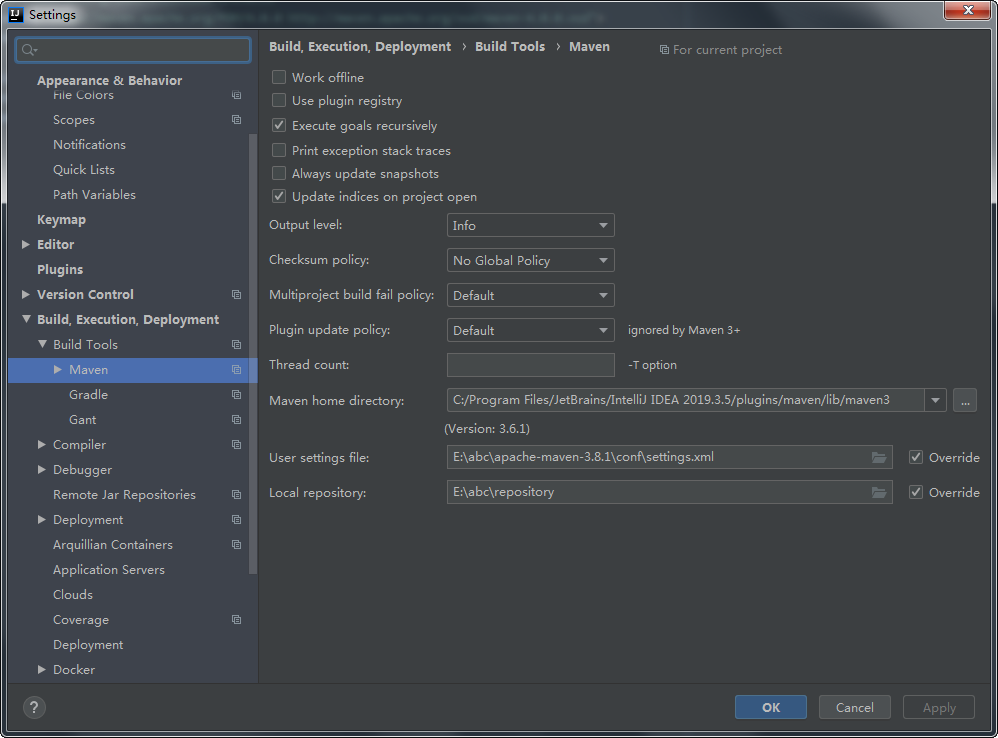 Settings
Build, Execution, Deployment › Build Tools › Maven
For current project
Appearance & Behavior
File Colors
Scopes
Notifications
Quick Lists
Path Variables
Keymap
Editor
Plugins
Version Control
Build, Execution, Deployment
Build Tools
Maven
Gradle
Gant
Compiler
Debugger
Remote Jar Repositories
Deployment
Arquillian Containers
Application Servers
Clouds
Coverage
Deployment
Docker
Work offline
Use plugin registry
Execute goals recursively
Print exception stack traces
Always update snapshots
Update indices on project open
Output level: Info
Checksum policy: No Global Policy
Multiproject build fail policy: Default
Plugin update policy: Default ignored by Maven 3+
Thread count: -T option
Maven home directory: C:/Program Files/JetBrains/IntelliJ IDEA 2019.3.5/plugins/maven/lib/maven3 ...
(Version: 3.6.1)
User settings file: E:\abc\apache-maven-3.8.1\conf\settings.xml Override
Local repository: E:\abc\repository Override
? OK Cancel Apply